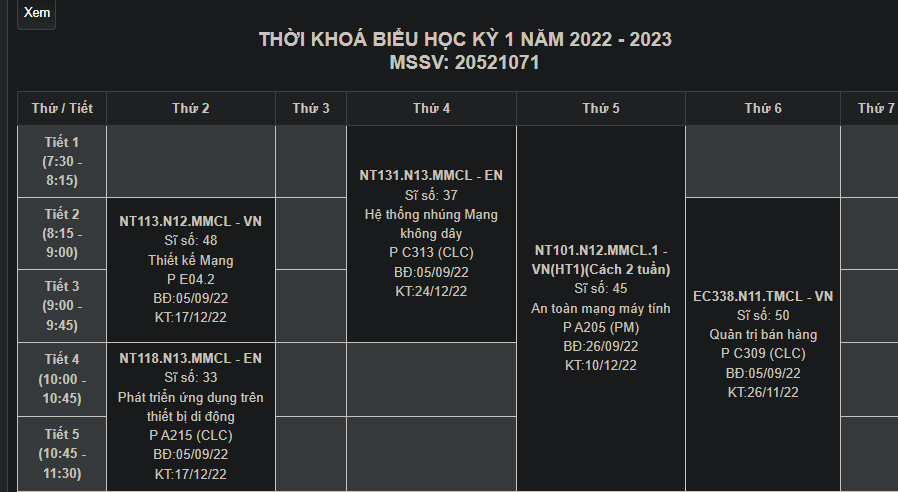 Xem
THỜI KHOÁ BIỂU HỌC KỲ 1 NĂM 2022 - 2023
MSSV: 20521071
Thứ / Tiết
Thứ 2
Thứ 3
Thứ 4
Thứ 5
Thứ 6
Thứ 7
Tiết 1
(7:30 -
8:15)
NT131.N13.MMCL - EN
Sĩ số: 37
Hệ thống nhúng Mạng
không dây
P C313 (CLC)
BĐ:05/09/22
KT:24/12/22
NT101.N12.MMCL.1 -
VN(HT1)(Cách 2 tuần)
Sĩ số: 45
An toàn mạng máy tính
P A205 (PM)
BĐ:26/09/22
KT:10/12/22
Tiết 2
(8:15 -
9:00)
NT113.N12.MMCL - VN
Sĩ số: 48
Thiết kế Mạng
P E04.2
BĐ:05/09/22
KT:17/12/22
EC338.N11.TMCL - VN
Sĩ số: 50
Quản trị bán hàng
P C309 (CLC)
BĐ:05/09/22
KT:26/11/22
Tiết 3
(9:00 -
9:45)
Tiết 4
(10:00 -
10:45)
NT118.N13.MMCL - EN
Sĩ số: 33
Phát triển ứng dụng trên
thiết bị di động
P A215 (CLC)
BĐ:05/09/22
KT:17/12/22
Tiết 5
(10:45 -
11:30)